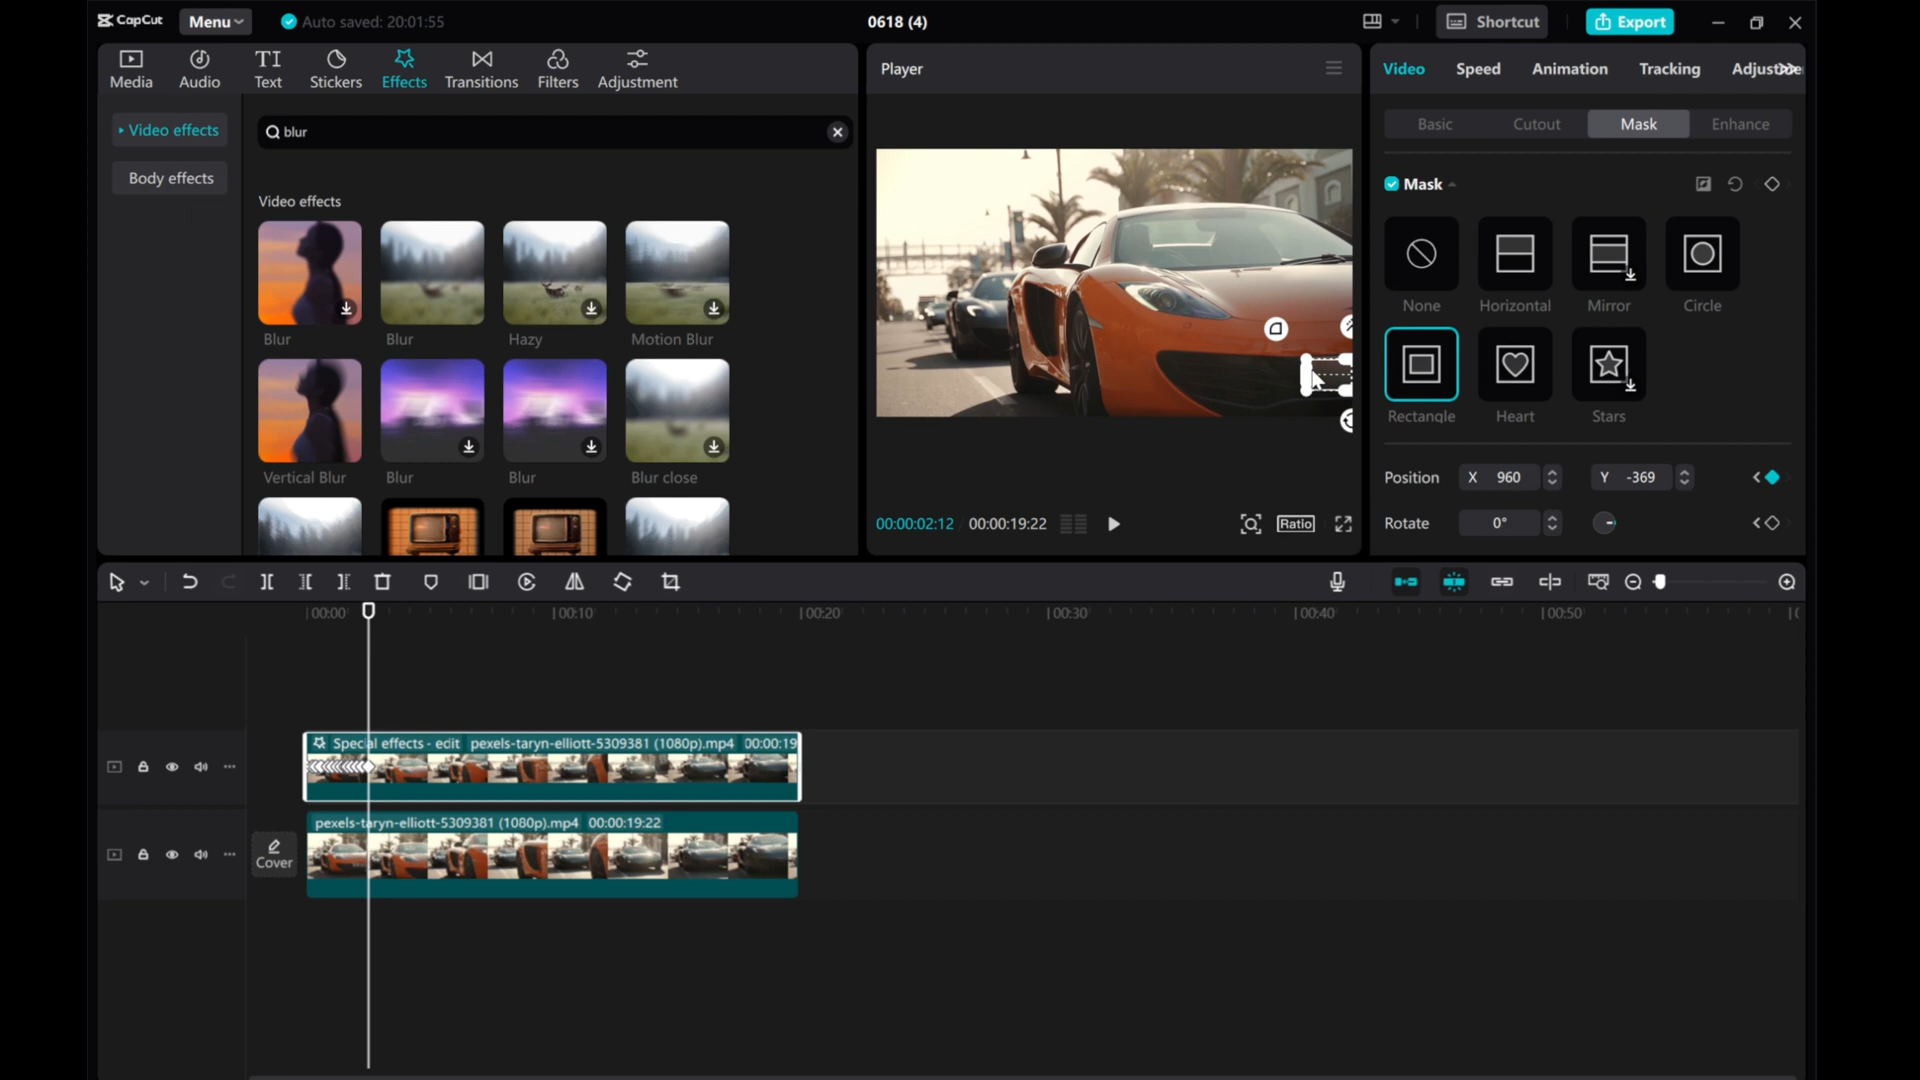 CapCut
Menu
Auto saved: 20:01:55
0618 (4)
Shortcut
Export
Media
Audio
TI
Text
Stickers
Effects
Transitions
Filters
Adjustment
Player
Video
Speed
Animation
Tracking
Video effects
Body effects
blur
Basic
Cutout
Mask
Enhance
Video effects
Mask
Blur
Blur
Hazy
Motion Blur
None
Horizontal
Mirror
Circle
Vertical Blur
Blur
Blur
Blur close
Rectangle
Heart
Stars
Position
X 960
Y -369
Rotate
0°
00:00:02:12
00:00:19:22
Ratio
00:00
00:10
00:20
00:30
00:40
00:50
Special effects - edit pexels-taryn-elliott-5309381 (1080p).mp4 00:00:19
Cover
pexels-taryn-elliott-5309381 (1080p).mp4 00:00:19:22